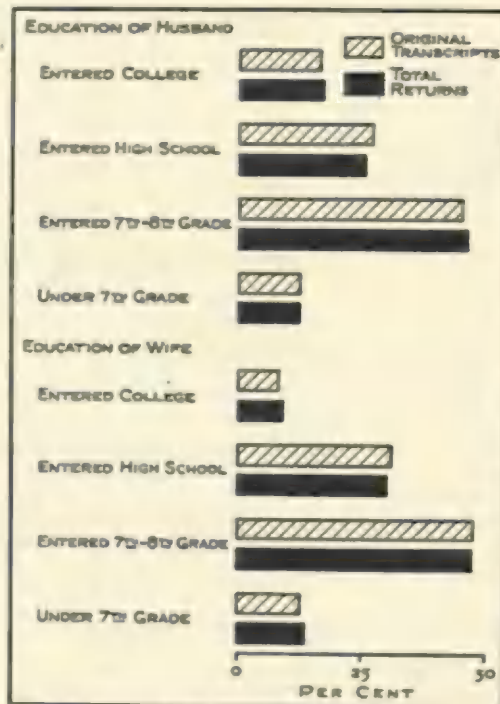 EDUCATION OF HUSBAND
ORIGINAL
TRANSCRIPTS
ENTERED COLLEGE
TOTAL
RETURNS
ENTERED HIGH SCHOOL
ENTERED 7TH-8TH GRADE
UNDER 7TH GRADE
EDUCATION OF WIFE
ENTERED COLLEGE
ENTERED HIGH SCHOOL
ENTERED 7TH-8TH GRADE
UNDER 7TH GRADE
0 25 50
PER CENT